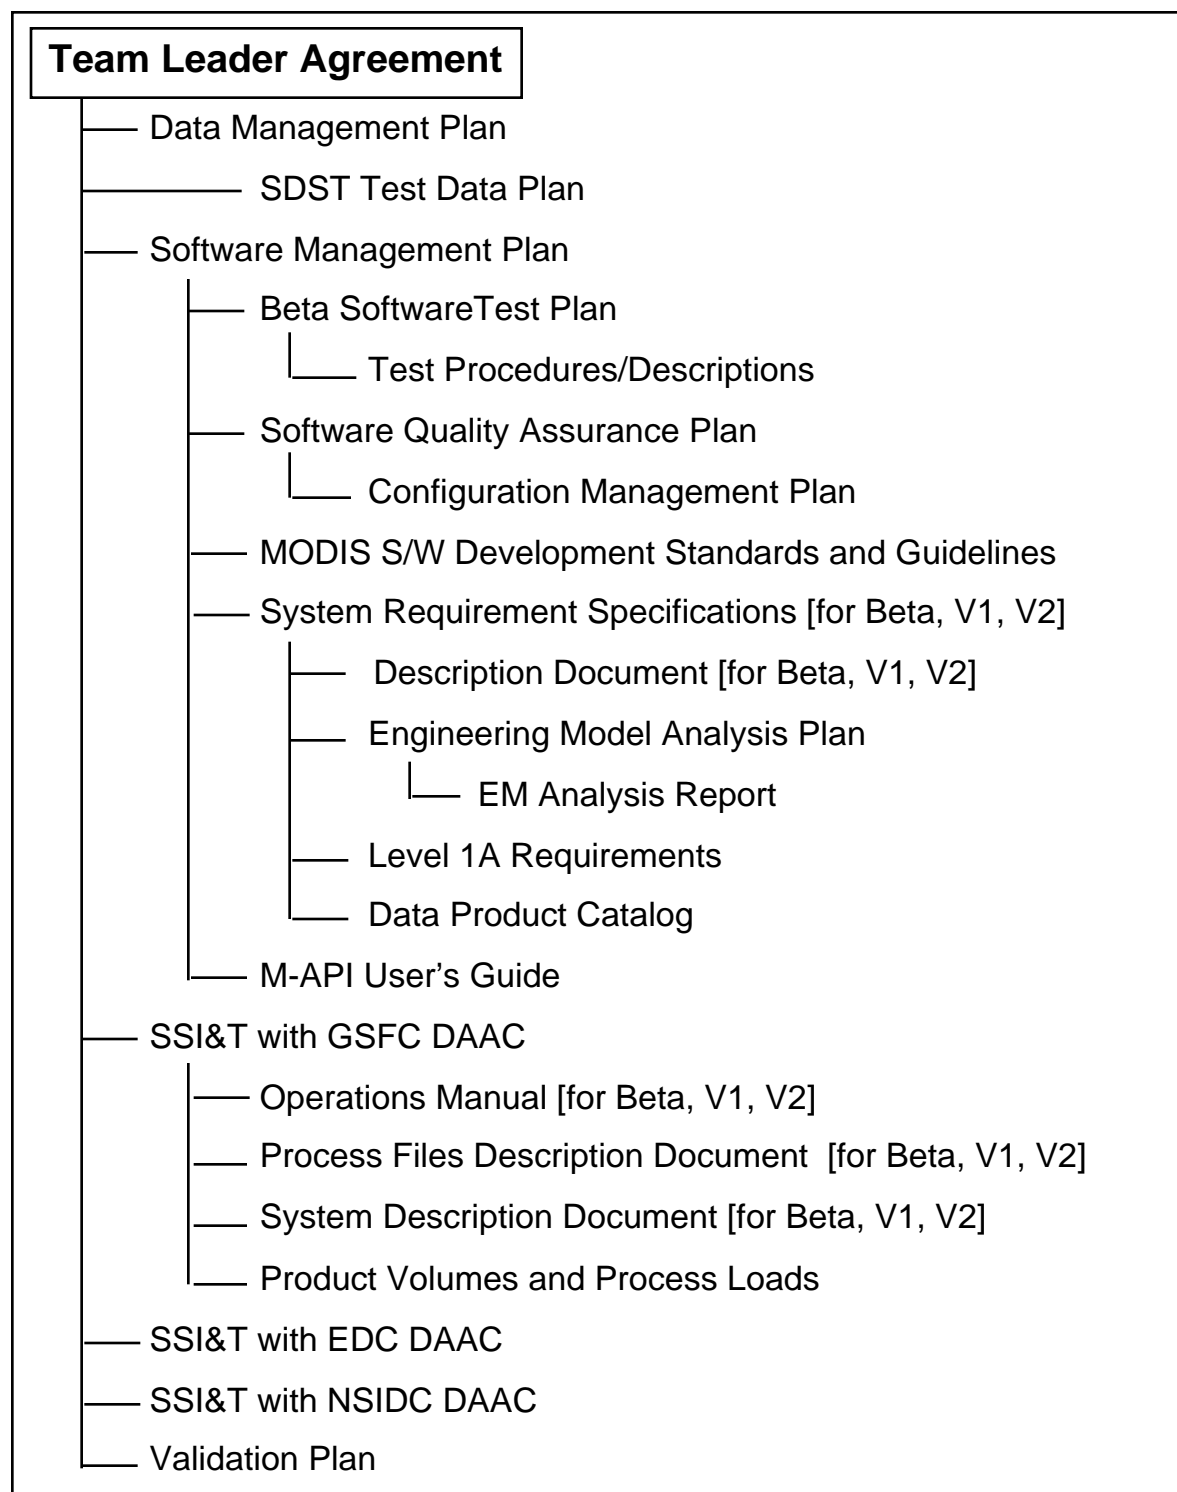 Team Leader Agreement
Data Management Plan
SDST Test Data Plan
Software Management Plan
Beta SoftwareTest Plan
Test Procedures/Descriptions
Software Quality Assurance Plan
Configuration Management Plan
MODIS S/W Development Standards and Guidelines
System Requirement Specifications [for Beta, V1, V2]
Description Document [for Beta, V1, V2]
Engineering Model Analysis Plan
EM Analysis Report
Level 1A Requirements
Data Product Catalog
M-API User’s Guide
SSI&T with GSFC DAAC
Operations Manual [for Beta, V1, V2]
Process Files Description Document  [for Beta, V1, V2]
System Description Document [for Beta, V1, V2]
Product Volumes and Process Loads
SSI&T with EDC DAAC
SSI&T with NSIDC DAAC
Validation Plan